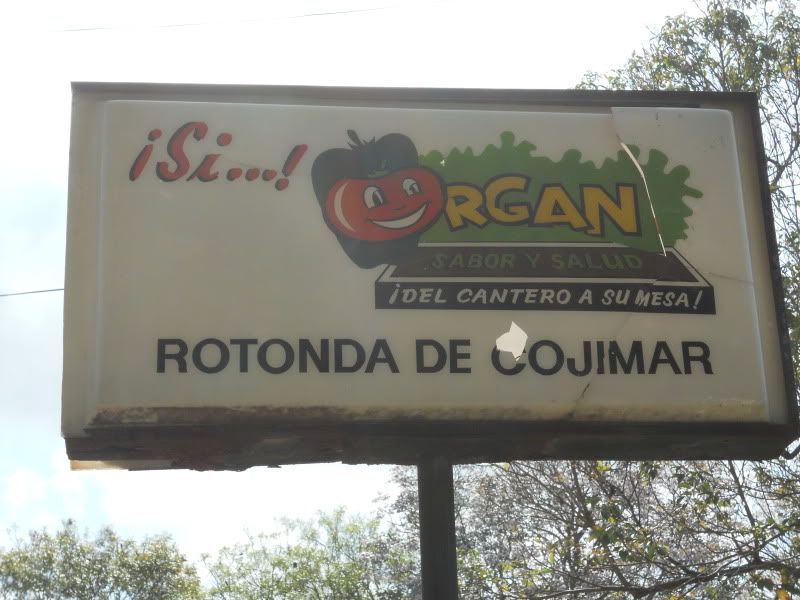 ¡Si...!
ORGAN
SABOR Y SALUD
¡DEL CANTERO A SU MESA!
ROTONDA DE COJIMAR